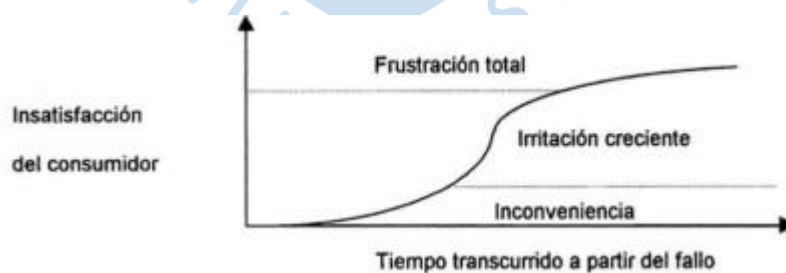 Frustración total
Insatisfacción
del consumidor
Irritación creciente
Inconveniencia
Tiempo transcurrido a partir del fallo